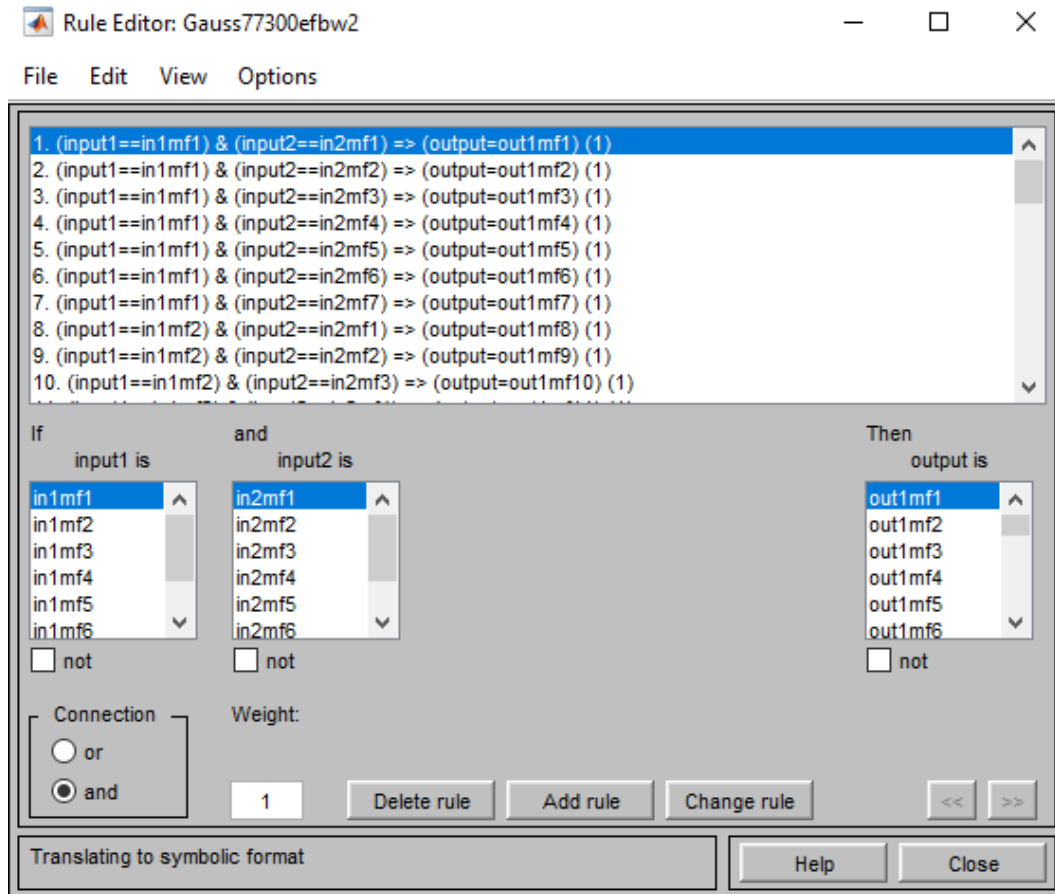 Rule Editor: Gauss77300efbw2
File Edit View Options
1. (input1==in1mf1) & (input2==in2mf1) => (output=out1mf1) (1)
2. (input1==in1mf1) & (input2==in2mf2) => (output=out1mf2) (1)
3. (input1==in1mf1) & (input2==in2mf3) => (output=out1mf3) (1)
4. (input1==in1mf1) & (input2==in2mf4) => (output=out1mf4) (1)
5. (input1==in1mf1) & (input2==in2mf5) => (output=out1mf5) (1)
6. (input1==in1mf1) & (input2==in2mf6) => (output=out1mf6) (1)
7. (input1==in1mf1) & (input2==in2mf7) => (output=out1mf7) (1)
8. (input1==in1mf2) & (input2==in2mf1) => (output=out1mf8) (1)
9. (input1==in1mf2) & (input2==in2mf2) => (output=out1mf9) (1)
10. (input1==in1mf2) & (input2==in2mf3) => (output=out1mf10) (1)
If and Then
input1 is input2 is output is
in1mf1 in2mf1 out1mf1
in1mf2 in2mf2 out1mf2
in1mf3 in2mf3 out1mf3
in1mf4 in2mf4 out1mf4
in1mf5 in2mf5 out1mf5
in1mf6 in2mf6 out1mf6
not not not
Connection Weight:
or
and 1 Delete rule Add rule Change rule << >>
Translating to symbolic format Help Close